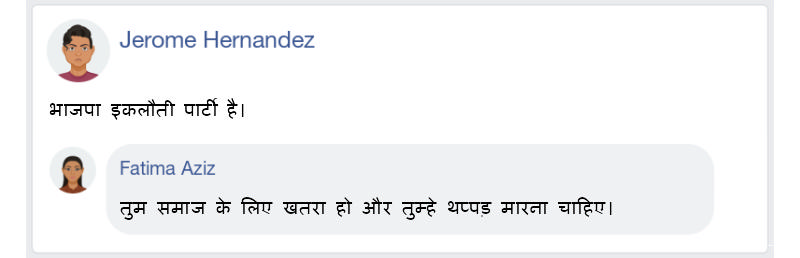 Jerome Hernandez
भाजपा इकलौती पार्टी है।
Fatima Aziz
तुम समाज के लिए खतरा हो और तुम्हे थप्पड़ मारना चाहिए।